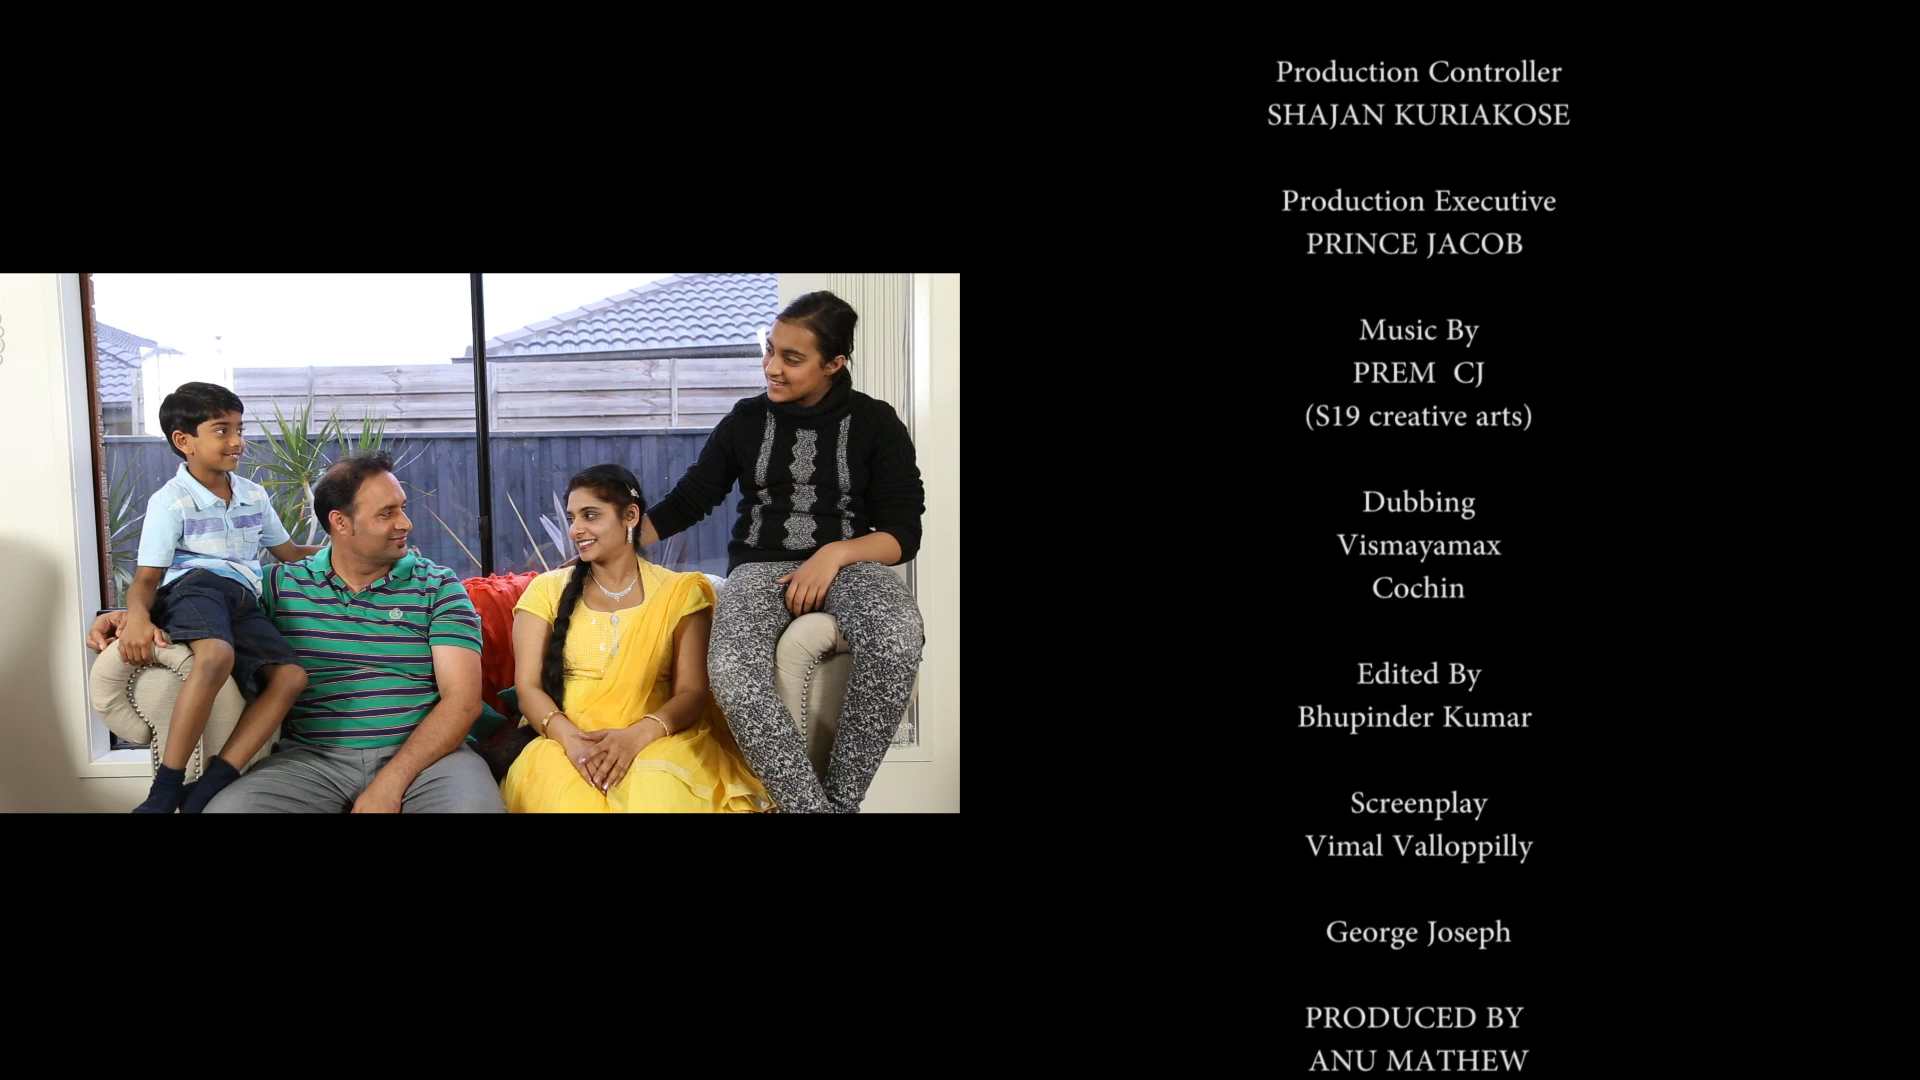 Production Controller
SHAJAN KURIAKOSE
Production Executive
PRINCE JACOB
Music By
PREM CJ
(S19 creative arts)
Dubbing
Vismayamax
Cochin
Edited By
Bhupinder Kumar
Screenplay
Vimal Valloppilly
George Joseph
PRODUCED BY
ANU MATHEW